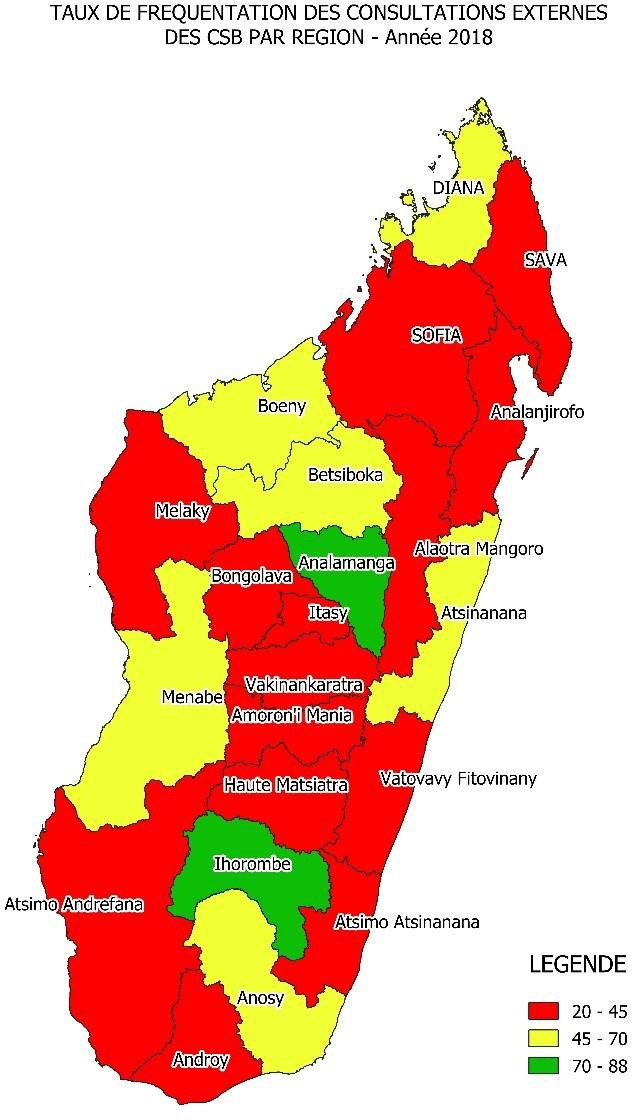 TAUX DE FREQUENTATION DES CONSULTATIONS EXTERNES
DES CSB PAR REGION - Année 2018
DIANA
SAVA
SOFIA
Boeny
Analanjirofo
Betsiboka
Melaky
Alaotra Mangoro
Analamanga
Bongolava
Itasy
Atsinanana
Vakinankaratra
Menabe
Amoron'i Mania
Vatovavy Fitovinany
Haute Matsiatra
Ihorombe
Atsimo Andrefana
Atsimo Atsinanana
Anosy
Androy
LEGENDE
20 - 45
45 - 70
70 - 88